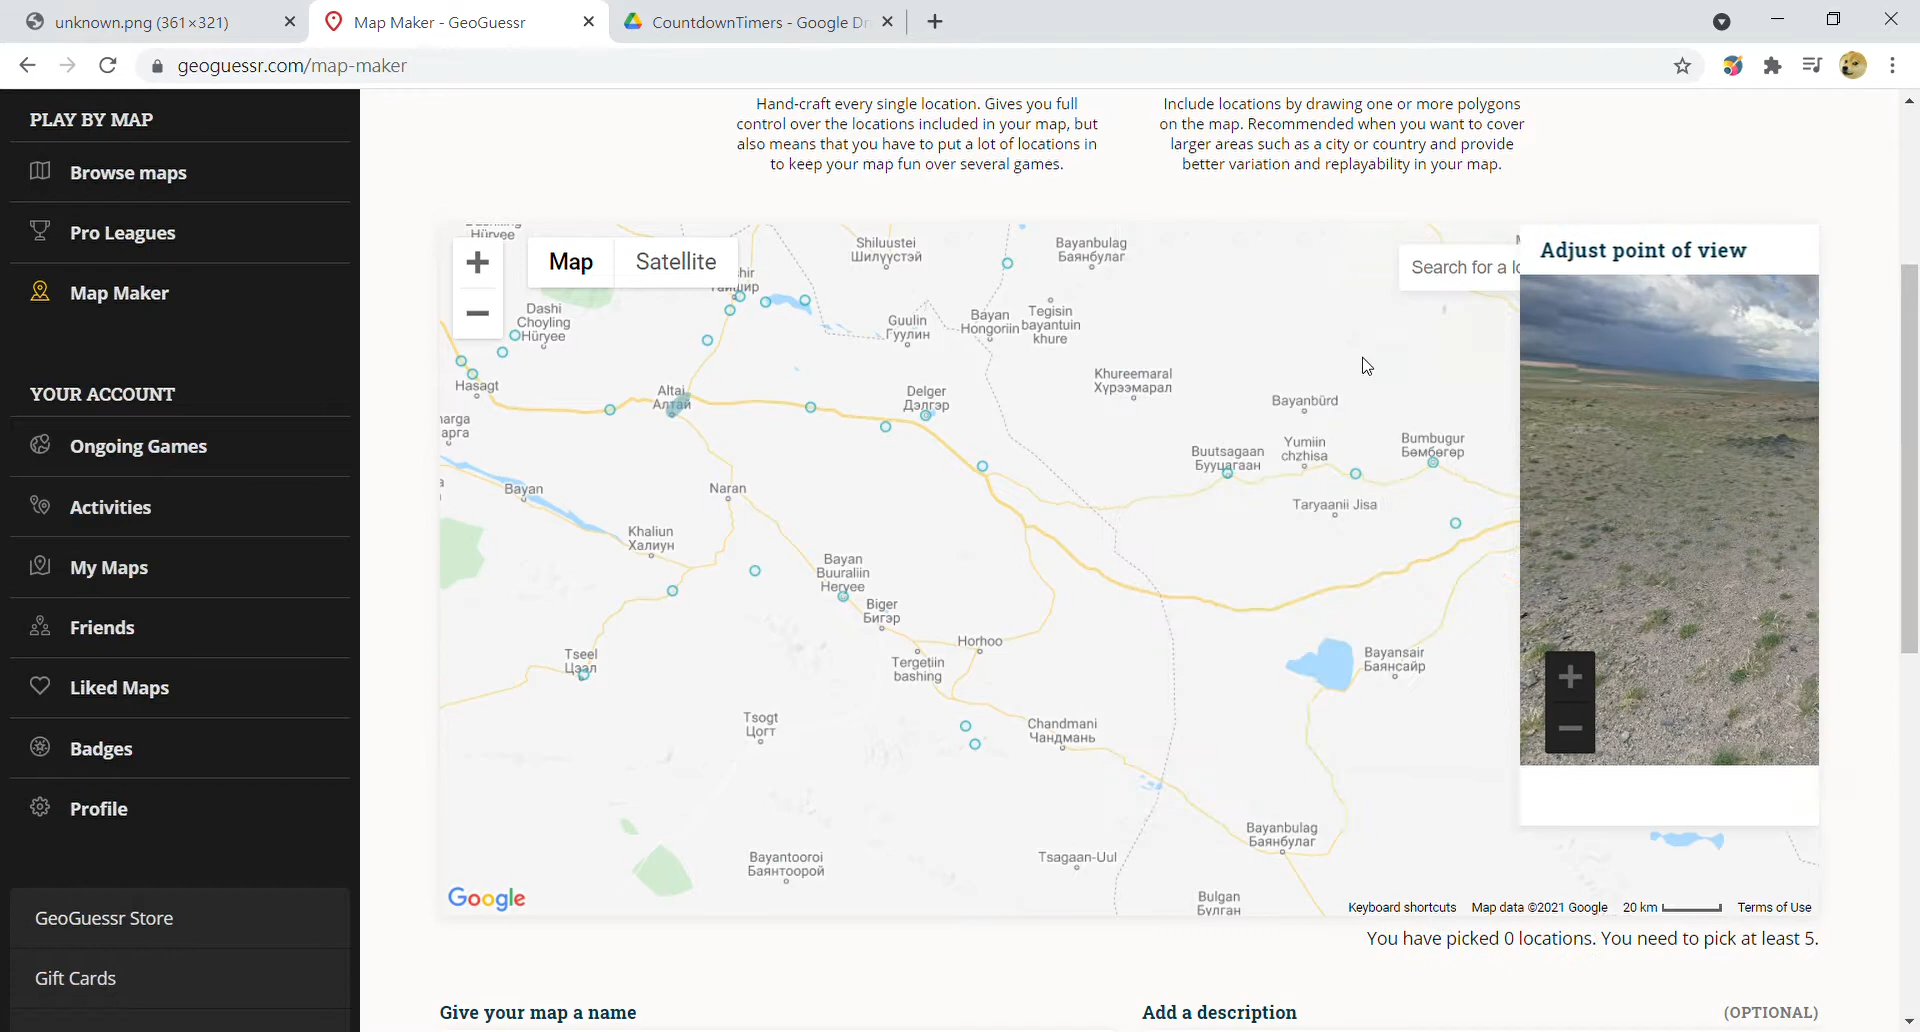 unknown.png (361×321)
Map Maker - GeoGuessr
CountdownTimers - Google Dr
geoguessr.com/map-maker
PLAY BY MAP
Browse maps
Pro Leagues
Map Maker
YOUR ACCOUNT
Ongoing Games
Activities
My Maps
Friends
Liked Maps
Badges
Profile
GeoGuessr Store
Gift Cards
Hand-craft every single location. Gives you full
control over the locations included in your map, but
also means that you have to put a lot of locations in
to keep your map fun over several games.
Include locations by drawing one or more polygons
on the map. Recommended when you want to cover
larger areas such as a city or country and provide
better variation and replayability in your map.
Map
Satellite
Search for a lo
Adjust point of view
Hüryee
Shiluustei
Шилүүстэй
Bayanbulag
Баянбулаг
Dashi
Choyling
Hüryee
Guulin
Гуулин
Bayan
Hongoriin
Tegisin
bayantuin
khure
Hasagt
Altai
Алтай
Delger
Дэлгэр
Khureemaral
Хүрээмарал
Bayanbürd
Buutsagaan
Бууцагаан
Yumiin
chzhisa
Bumbugur
Бөмбөгөр
Taryaanii Jisa
Bayan
Naran
Khaliun
Халиун
Bayan
Buuraliin
Heryee
Biger
Бигэр
Horhoo
Tergetiin
bashing
Tseel
Цээл
Bayansair
Баянсайр
Tsogt
Цогт
Chandmani
Чандмань
Bayanbulag
Баянбулаг
Bayantooroi
Баянтоорой
Tsagaan-Uul
Bulgan
Булган
Google
Keyboard shortcuts
Map data ©2021 Google
20 km
Terms of Use
You have picked 0 locations. You need to pick at least 5.
Give your map a name
Add a description
(OPTIONAL)